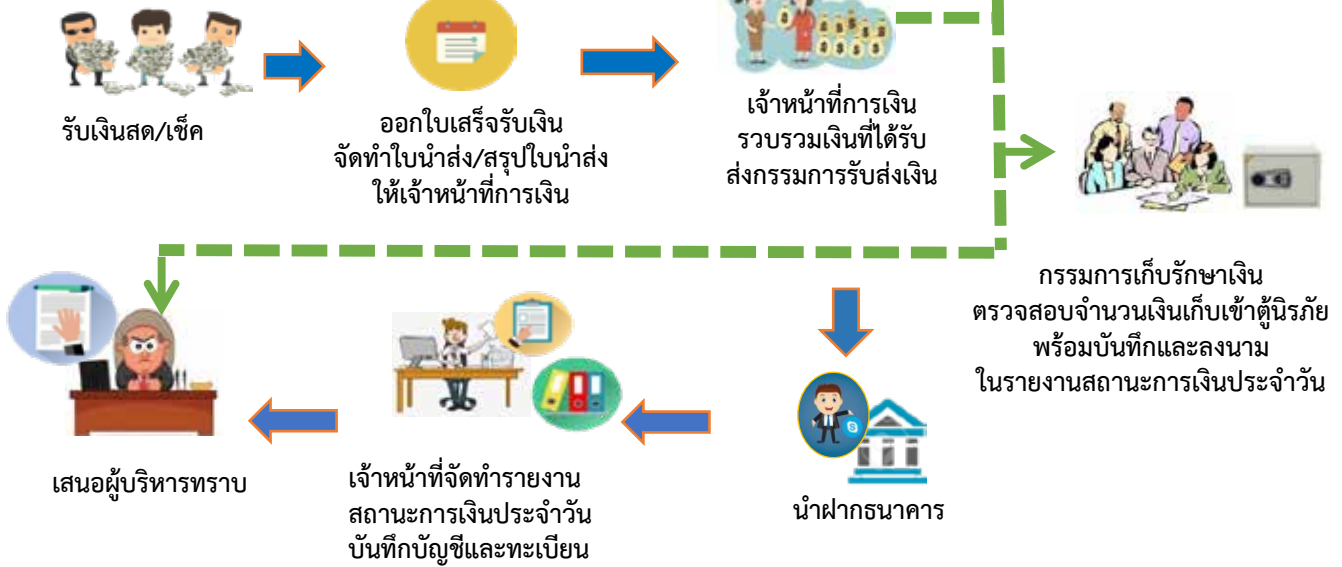 รับเงินสด/เช็ค
ออกใบเสร็จรับเงิน
จัดทำใบนำส่ง/สรุปใบนำส่ง
ให้เจ้าหน้าที่การเงิน
เจ้าหน้าที่การเงิน
รวบรวมเงินที่ได้รับ
ส่งกรรมการรับส่งเงิน
กรรมการเก็บรักษาเงิน
ตรวจสอบจำนวนเงินเก็บเข้าตู้นิรภัย
พร้อมบันทึกและลงนาม
ในรายงานสถานะการเงินประจำวัน
นำฝากธนาคาร
เจ้าหน้าที่จัดทำรายงาน
สถานะการเงินประจำวัน
บันทึกบัญชีและทะเบียน
เสนอผู้บริหารทราบ